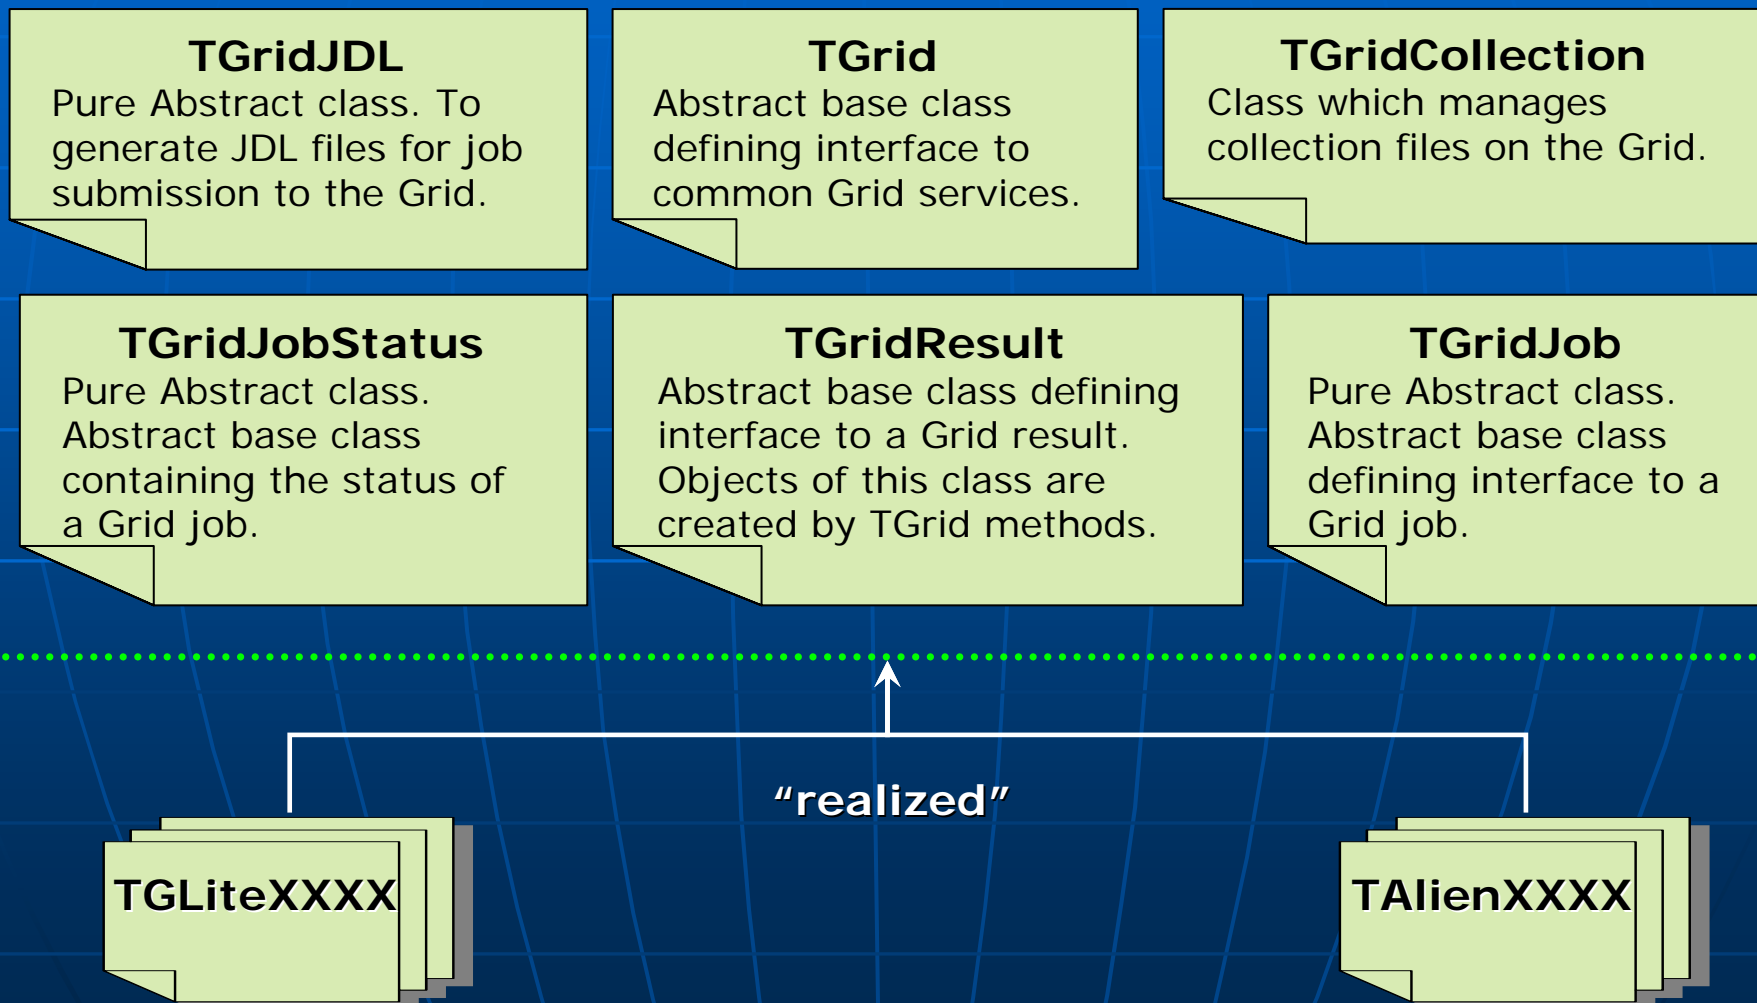 TGridJDL
Pure Abstract class. To
generate JDL files for job
submission to the Grid.
TGrid
Abstract base class
defining interface to
common Grid services.
TGridCollection
Class which manages
collection files on the Grid.
TGridJobStatus
Pure Abstract class.
Abstract base class
containing the status of
a Grid job.
TGridResult
Abstract base class defining
interface to a Grid result.
Objects of this class are
created by TGrid methods.
TGridJob
Pure Abstract class.
Abstract base class
defining interface to a
Grid job.
“realized”
TGLiteXXXX
TAlienXXXX